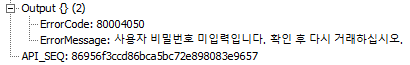 Output {} (2)
ErrorCode: 80004050
ErrorMessage: 사용자 비밀번호 미입력입니다. 확인 후 다시 거래하십시오.
API_SEQ: 86956f3ccd86bca5bc72e898083e9657